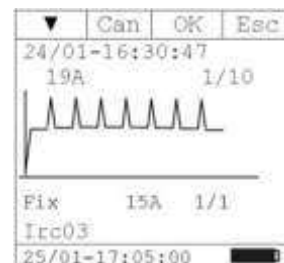 ▼ Can OK Esc
24/01-16:30:47
19A 1/10
Fix 15A 1/1
Irc03
25/01-17:05:00